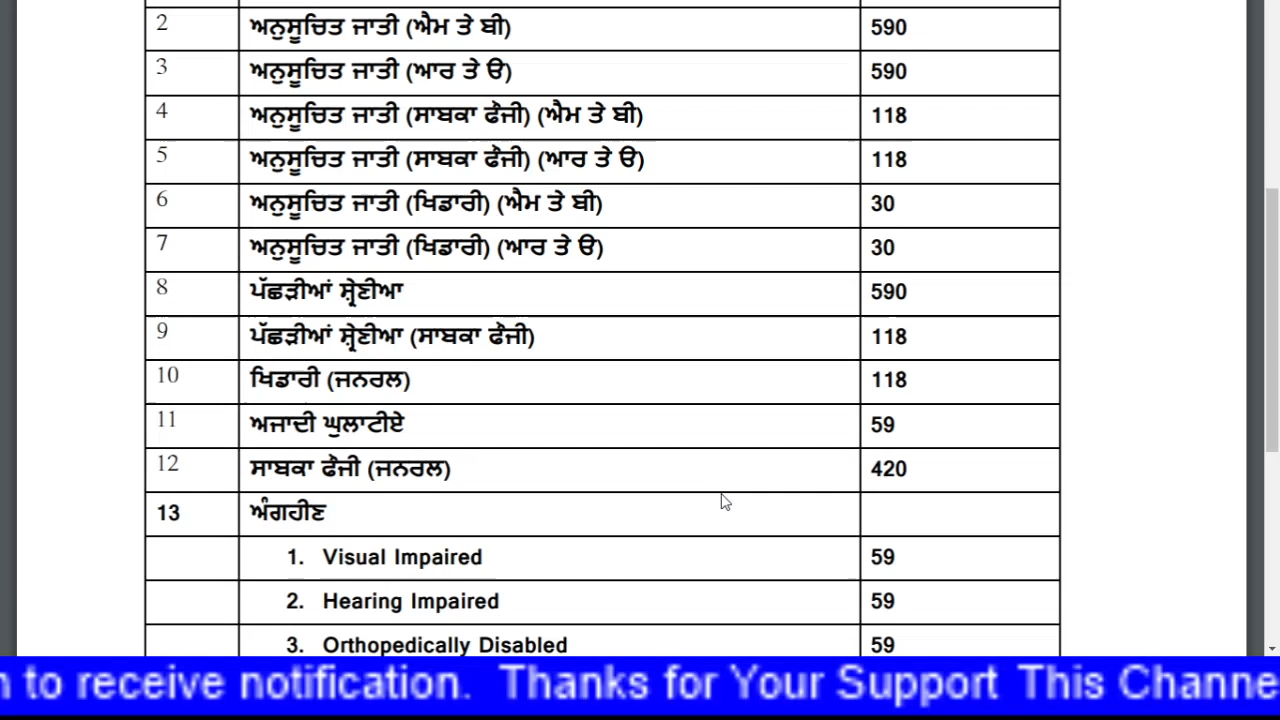 2 ਅਨੁਸੂਚਿਤ ਜਾਤੀ (ਐਮ ਤੇ ਬੀ) 590
3 ਅਨੁਸੂਚਿਤ ਜਾਤੀ (ਆਰ ਤੇ ੳ) 590
4 ਅਨੁਸੂਚਿਤ ਜਾਤੀ (ਸਾਬਕਾ ਫੌਜੀ) (ਐਮ ਤੇ ਬੀ) 118
5 ਅਨੁਸੂਚਿਤ ਜਾਤੀ (ਸਾਬਕਾ ਫੌਜੀ) (ਆਰ ਤੇ ੳ) 118
6 ਅਨੁਸੂਚਿਤ ਜਾਤੀ (ਖਿਡਾਰੀ) (ਐਮ ਤੇ ਬੀ) 30
7 ਅਨੁਸੂਚਿਤ ਜਾਤੀ (ਖਿਡਾਰੀ) (ਆਰ ਤੇ ੳ) 30
8 ਪੱਛੜੀਆਂ ਸ਼੍ਰੇਣੀਆ 590
9 ਪੱਛੜੀਆਂ ਸ਼੍ਰੇਣੀਆ (ਸਾਬਕਾ ਫੌਜੀ) 118
10 ਖਿਡਾਰੀ (ਜਨਰਲ) 118
11 ਅਜਾਦੀ ਘੁਲਾਟੀਏ 59
12 ਸਾਬਕਾ ਫੌਜੀ (ਜਨਰਲ) 420
13 ਅੰਗਹੀਣ
1. Visual Impaired 59
2. Hearing Impaired 59
3. Orthopedically Disabled 59
n to receive notification. Thanks for Your Support This Channe